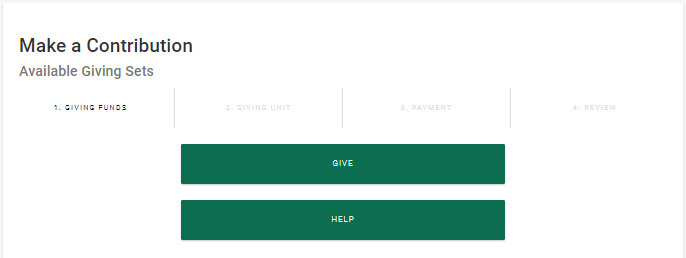 Make a Contribution
Available Giving Sets
1. GIVING FUNDS 2. GIVING UNIT 3. PAYMENT 4. REVIEW
GIVE
HELP